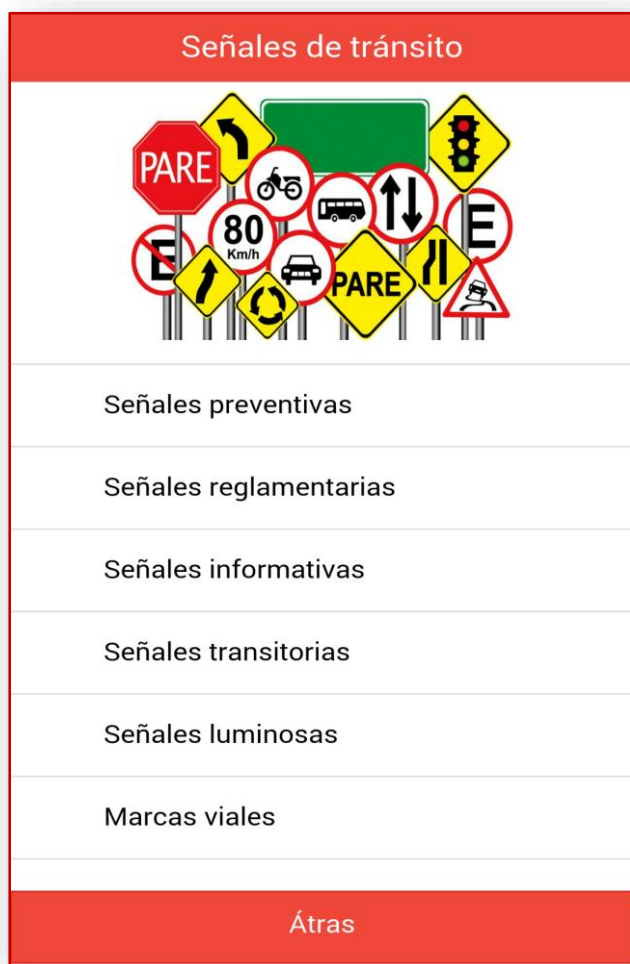 Señales de tránsito
PARE
80
Km/h
E
E
PARE
Señales preventivas
Señales reglamentarias
Señales informativas
Señales transitorias
Señales luminosas
Marcas viales
Átras